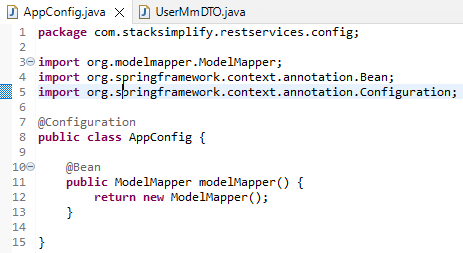 AppConfig.java UserMmDTO.java
1 package com.stacksimplify.restservices.config;
2
3 import org.modelmapper.ModelMapper;
4 import org.springframework.context.annotation.Bean;
5 import org.springframework.context.annotation.Configuration;
6
7 @Configuration
8 public class AppConfig {
9
10 @Bean
11 public ModelMapper modelMapper() {
12 return new ModelMapper();
13 }
14
15 }